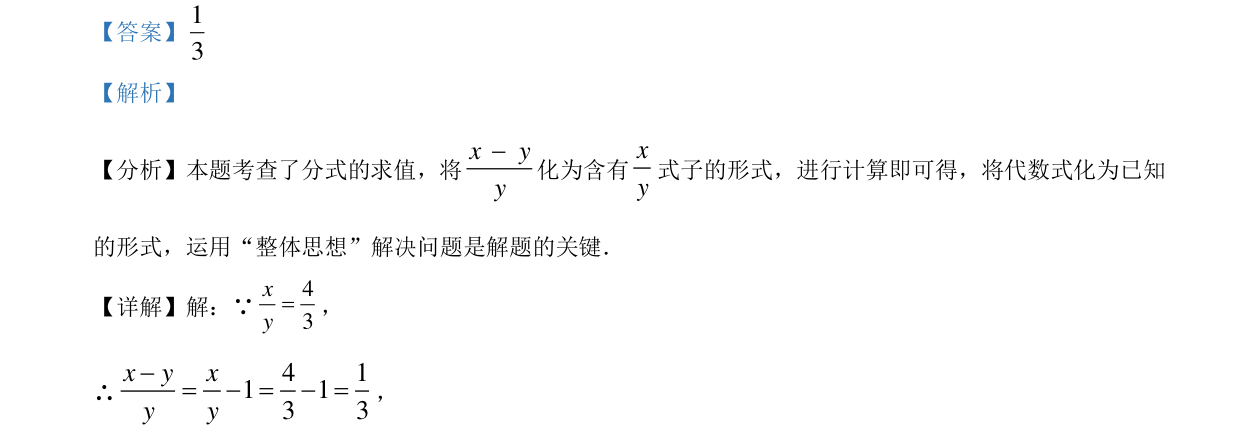 【答案】1/3
【解析】
【分析】本题考查了分式的求值，将(x − y)/y 化为含有 x/y 式子的形式，进行计算即可得，将代数式化为已知
的形式，运用“整体思想”解决问题是解题的关键．
【详解】解：∵ x/y = 4/3，
∴ (x − y)/y = x/y − 1 = 4/3 − 1 = 1/3，